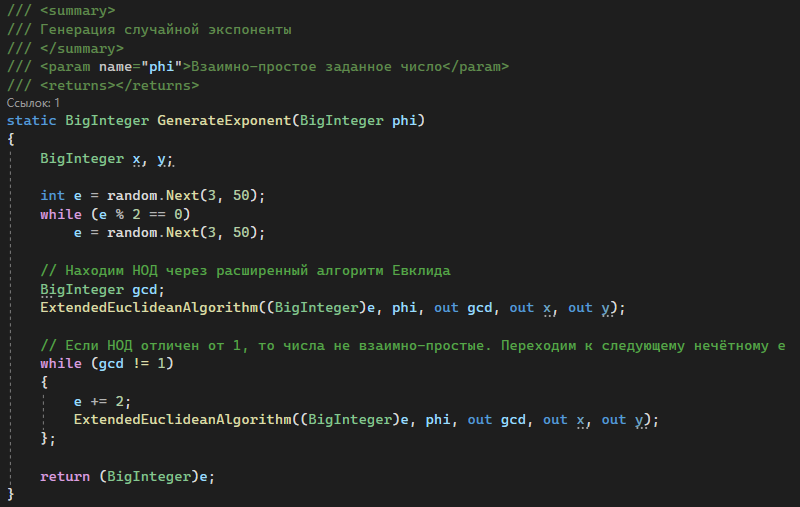 /// <summary>
/// Генерация случайной экспоненты
/// </summary>
/// <param name="phi">Взаимно-простое заданное число</param>
/// <returns></returns>
Ссылок: 1
static BigInteger GenerateExponent(BigInteger phi)
{
BigInteger x, y;
int e = random.Next(3, 50);
while (e % 2 == 0)
e = random.Next(3, 50);
// Находим НОД через расширенный алгоритм Евклида
BigInteger gcd;
ExtendedEuclideanAlgorithm((BigInteger)e, phi, out gcd, out x, out y);
// Если НОД отличен от 1, то числа не взаимно-простые. Переходим к следующему нечётному e
while (gcd != 1)
{
e += 2;
ExtendedEuclideanAlgorithm((BigInteger)e, phi, out gcd, out x, out y);
};
return (BigInteger)e;
}